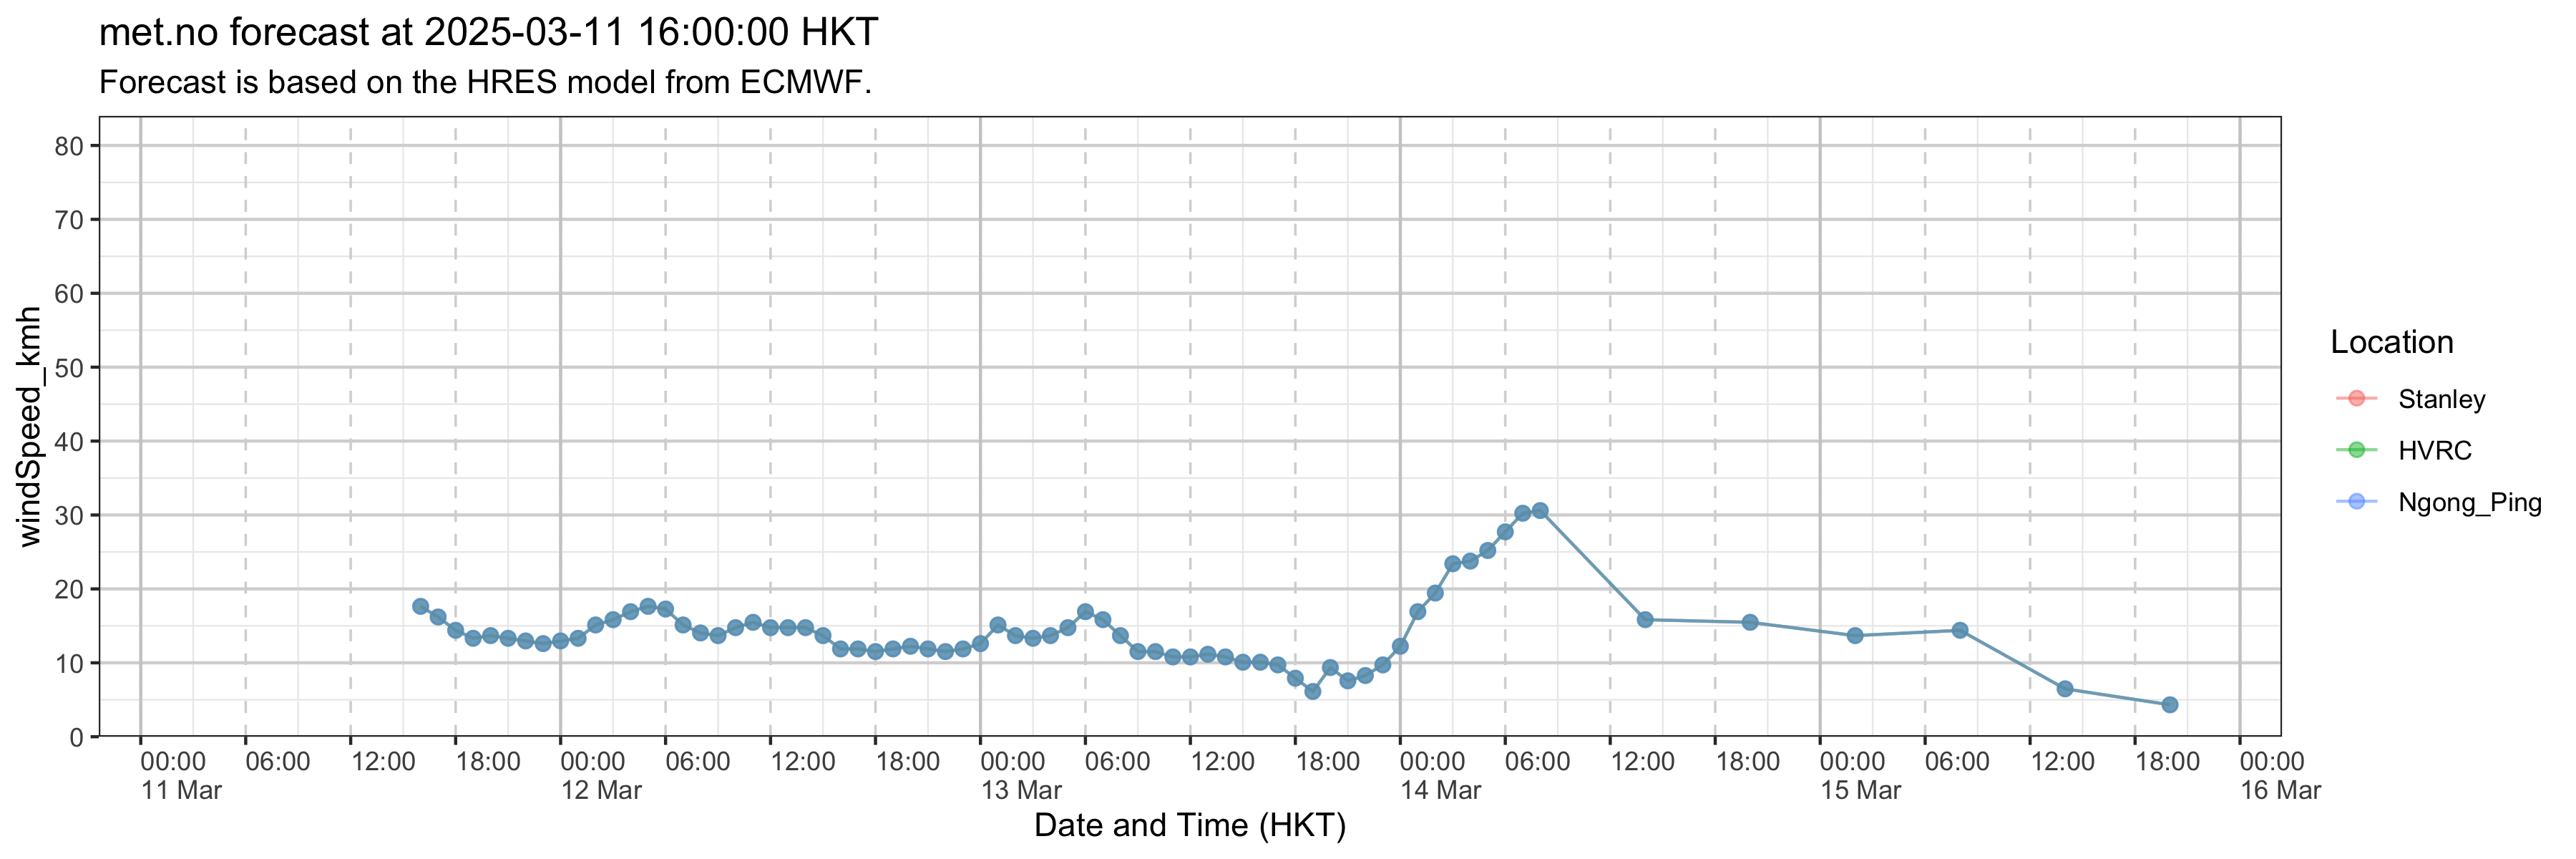 met.no forecast at 2025-03-11 16:00:00 HKT
Forecast is based on the HRES model from ECMWF.
windSpeed_kmh
80
70
60
50
40
30
20
10
0
00:00 06:00 12:00 18:00 00:00 06:00 12:00 18:00 00:00 06:00 12:00 18:00 00:00 06:00 12:00 18:00 00:00 06:00 12:00 18:00 00:00
11 Mar 12 Mar 13 Mar 14 Mar 15 Mar 16 Mar
Date and Time (HKT)
Location
Stanley
HVRC
Ngong_Ping